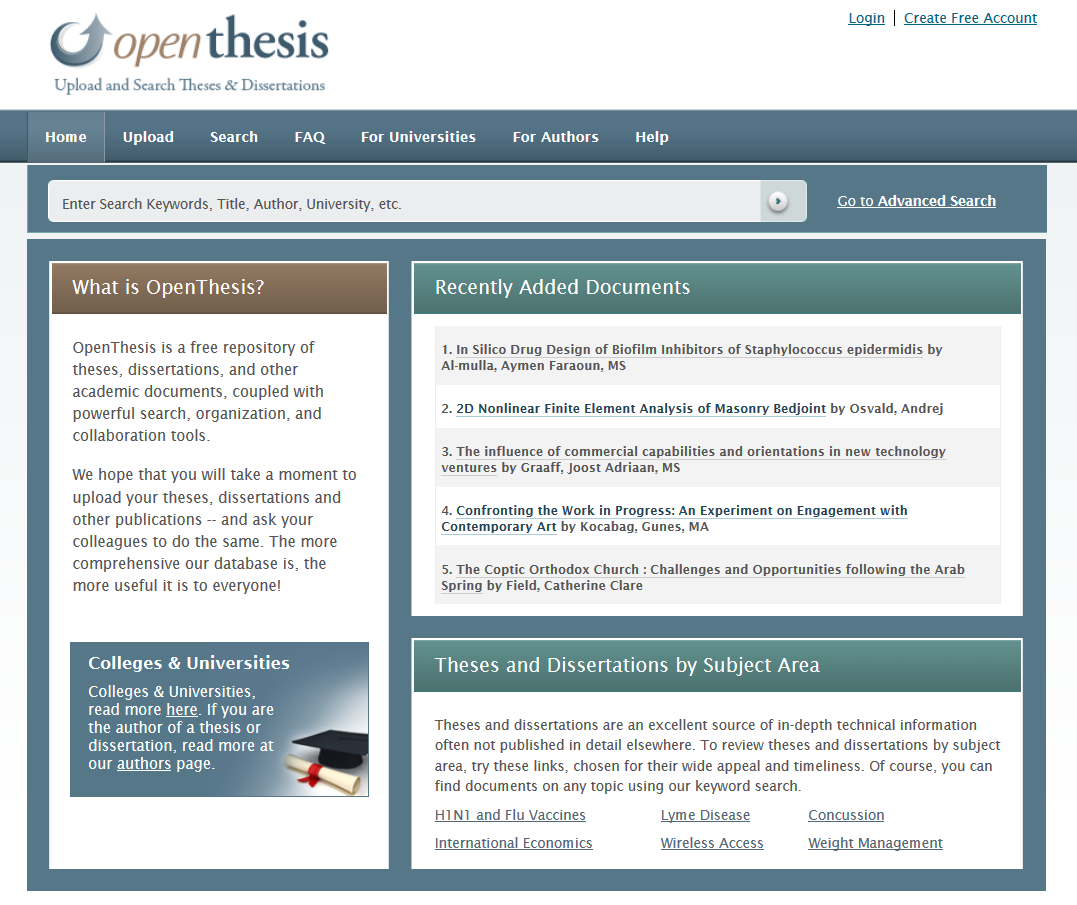 Login | Create Free Account
openthesis
Upload and Search Theses & Dissertations
Home Upload Search FAQ For Universities For Authors Help
Enter Search Keywords, Title, Author, University, etc.
Go to Advanced Search
What is OpenThesis?
OpenThesis is a free repository of
theses, dissertations, and other
academic documents, coupled with
powerful search, organization, and
collaboration tools.
We hope that you will take a moment to
upload your theses, dissertations and
other publications -- and ask your
colleagues to do the same. The more
comprehensive our database is, the
more useful it is to everyone!
Colleges & Universities
Colleges & Universities,
read more here. If you are
the author of a thesis or
dissertation, read more at
our authors page.
Recently Added Documents
1. In Silico Drug Design of Biofilm Inhibitors of Staphylococcus epidermidis by
Al-mulla, Aymen Faraoun, MS
2. 2D Nonlinear Finite Element Analysis of Masonry Bedjoint by Osvald, Andrej
3. The influence of commercial capabilities and orientations in new technology
ventures by Graaff, Joost Adriaan, MS
4. Confronting the Work in Progress: An Experiment on Engagement with
Contemporary Art by Kocabag, Gunes, MA
5. The Coptic Orthodox Church : Challenges and Opportunities following the Arab
Spring by Field, Catherine Clare
Theses and Dissertations by Subject Area
Theses and dissertations are an excellent source of in-depth technical information
often not published in detail elsewhere. To review theses and dissertations by subject
area, try these links, chosen for their wide appeal and timeliness. Of course, you can
find documents on any topic using our keyword search.
H1N1 and Flu Vaccines Lyme Disease Concussion
International Economics Wireless Access Weight Management